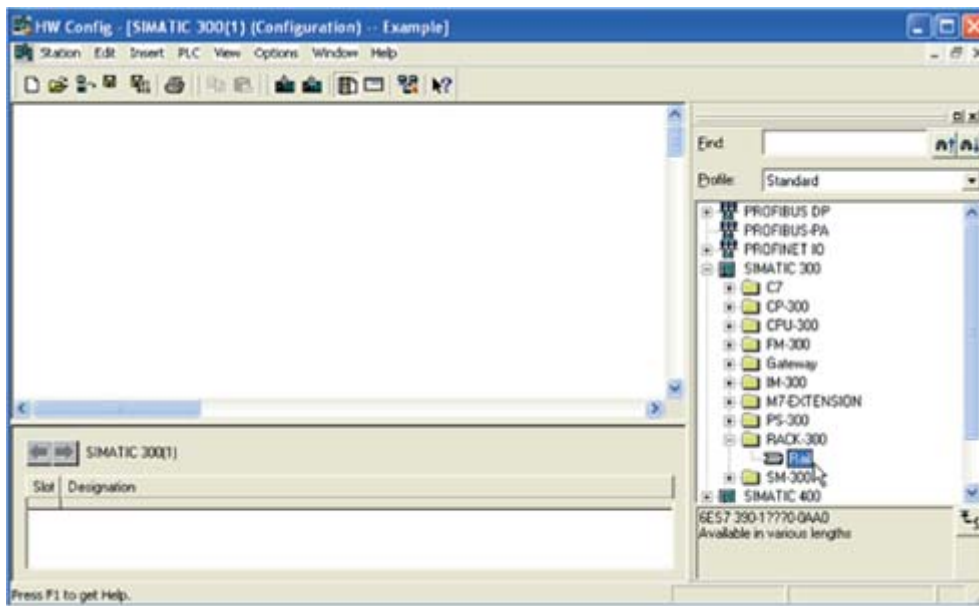 HW Config - [SIMATIC 300(1) (Configuration) -- Example]
Station Edit Insert PLC View Options Window Help
Find:
Profile: Standard
PROFIBUS DP
PROFIBUS-PA
PROFINET IO
SIMATIC 300
C7
CP-300
CPU-300
FM-300
Gateway
IM-300
M7-EXTENSION
PS-300
RACK-300
Rail
SM-300
SIMATIC 400
6ES7 390-1???0-0AA0
Available in various lengths
SIMATIC 300(1)
Slot Designation
Press F1 to get Help.